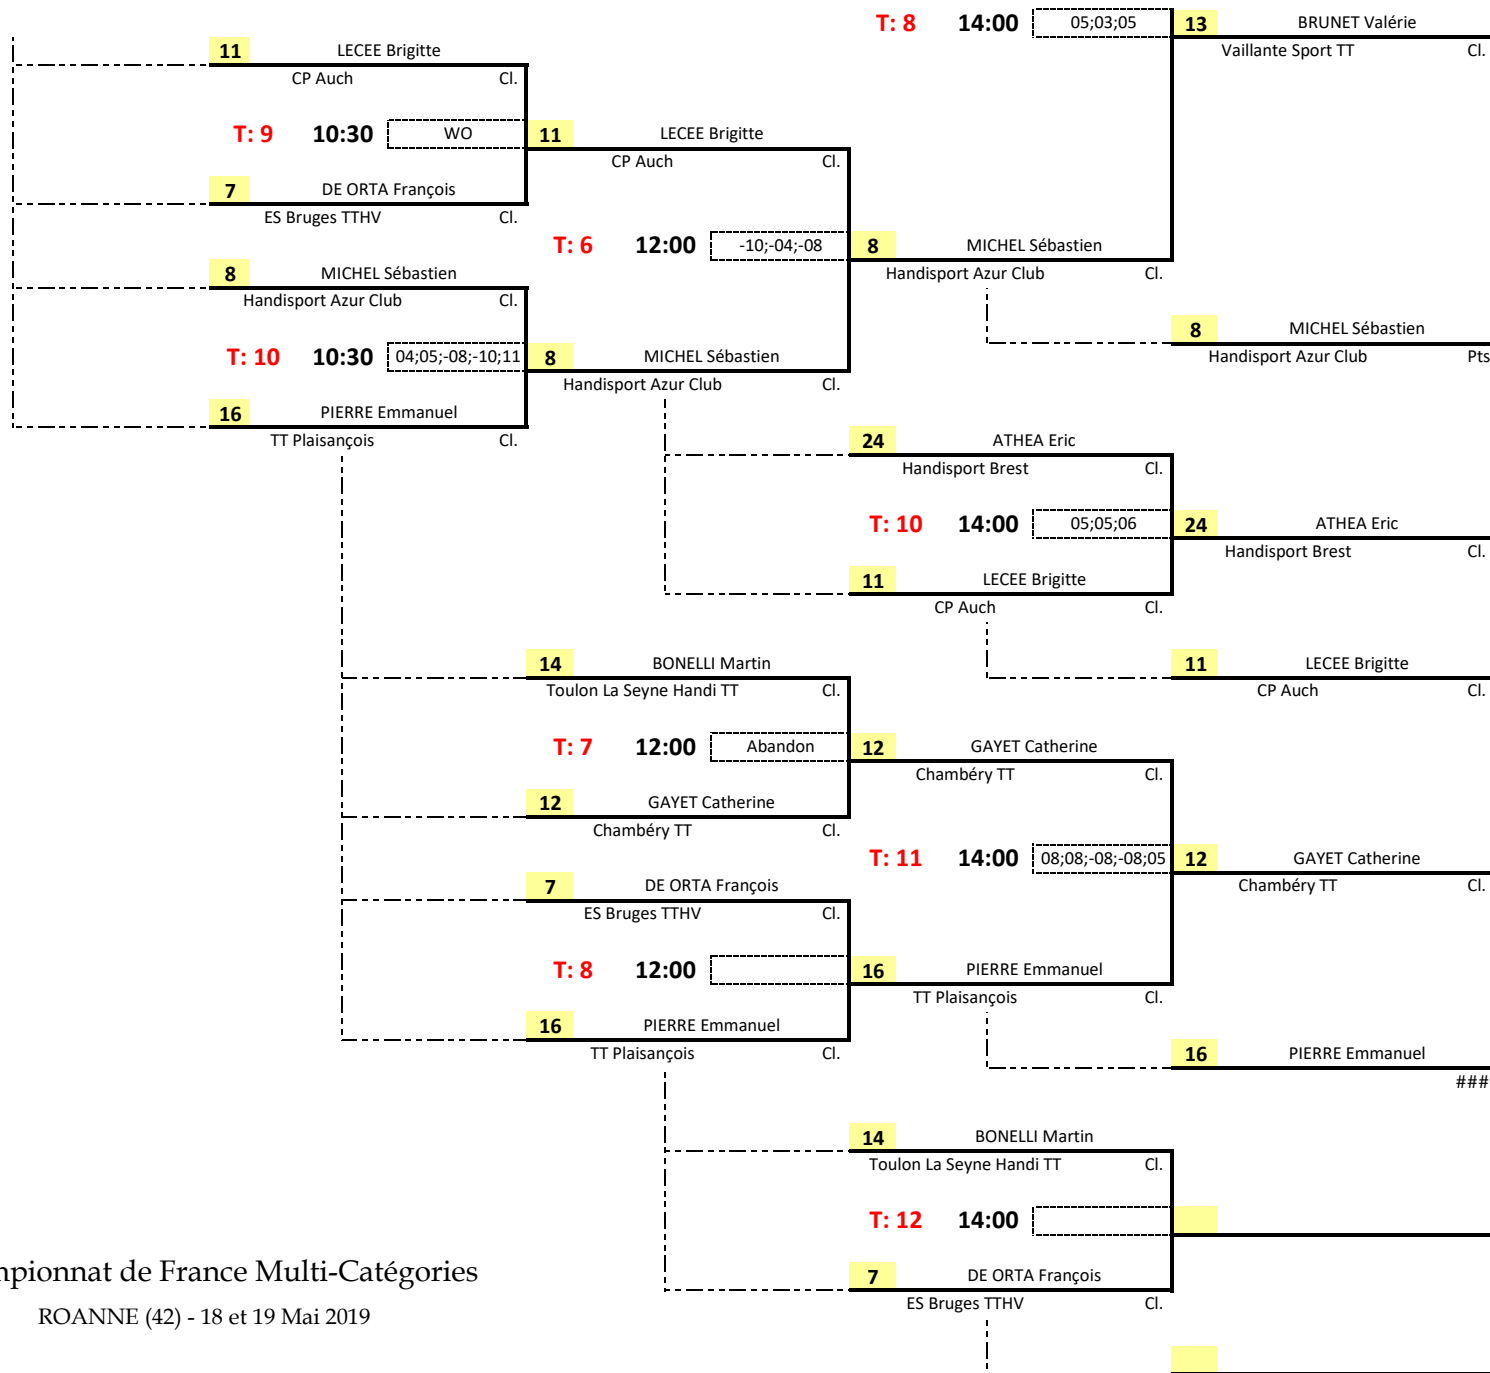 T: 8 14:00 05;03;05 13 BRUNET Valérie
Vaillante Sport TT Cl.
11 LECEE Brigitte
CP Auch Cl.
T: 9 10:30 WO 11 LECEE Brigitte
CP Auch Cl.
7 DE ORTA François
ES Bruges TTHV Cl.
T: 6 12:00 -10;-04;-08 8 MICHEL Sébastien
Handisport Azur Club Cl.
8 MICHEL Sébastien
Handisport Azur Club Cl.
8 MICHEL Sébastien
Handisport Azur Club Pts
T: 10 10:30 04;05;-08;-10;11 8 MICHEL Sébastien
Handisport Azur Club Cl.
16 PIERRE Emmanuel
TT Plaisançois Cl.
24 ATHEA Eric
Handisport Brest Cl.
T: 10 14:00 05;05;06 24 ATHEA Eric
Handisport Brest Cl.
11 LECEE Brigitte
CP Auch Cl.
14 BONELLI Martin 11 LECEE Brigitte
Toulon La Seyne Handi TT Cl. CP Auch Cl.
T: 7 12:00 Abandon 12 GAYET Catherine
Chambéry TT Cl.
12 GAYET Catherine
Chambéry TT Cl.
T: 11 14:00 08;08;-08;-08;05 12 GAYET Catherine
Chambéry TT Cl.
7 DE ORTA François
ES Bruges TTHV Cl.
T: 8 12:00 16 PIERRE Emmanuel
TT Plaisançois Cl.
16 PIERRE Emmanuel
TT Plaisançois Cl.
16 PIERRE Emmanuel
###
14 BONELLI Martin
Toulon La Seyne Handi TT Cl.
T: 12 14:00
7 DE ORTA François
ES Bruges TTHV Cl.
mpionnat de France Multi-Catégories
ROANNE (42) - 18 et 19 Mai 2019